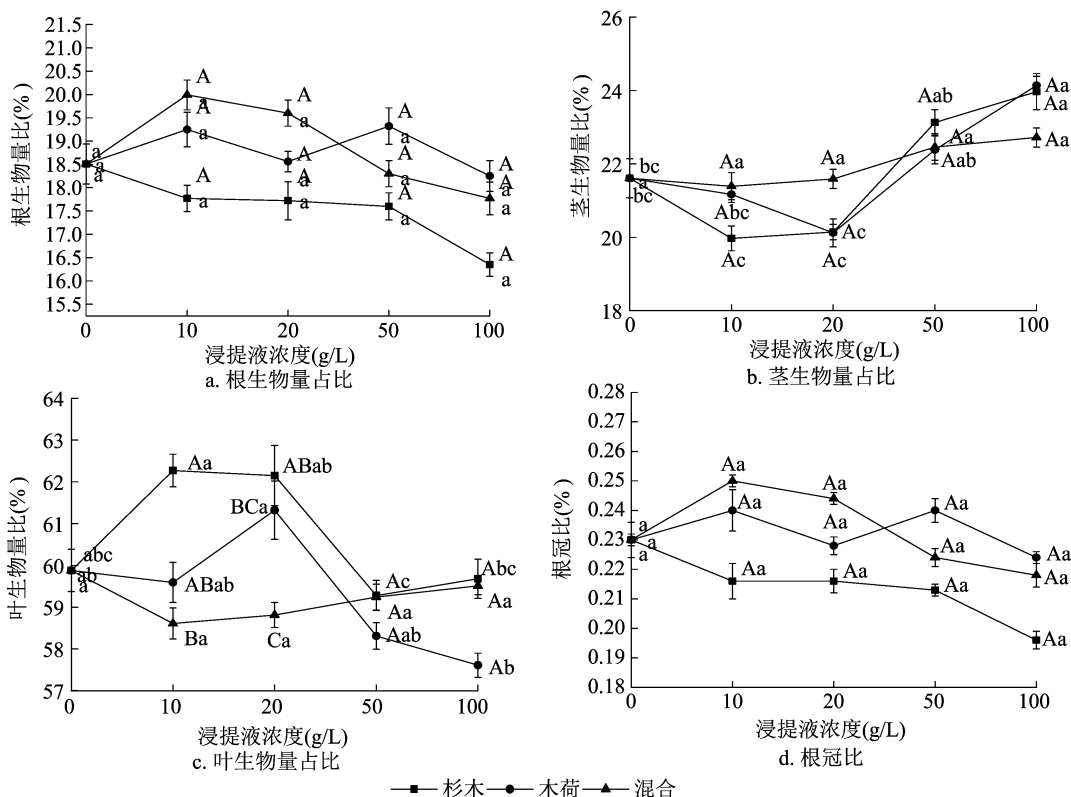 21.5
21.0
20.5
20.0
19.5
19.0
18.5
18.0
17.5
17.0
16.5
16.0
15.5
根生物量比(%)
a
a
a
A
a
A
a
A
a
A
a
A
a
A
a
A
a
A
a
A
a
A
a
A
a
A
a
0 10 20 50 100
浸提液浓度(g/L)
a. 根生物量占比
26
24
22
20
18
茎生物量比(%)
bc
a
bc
Aa
Abc
Ac
Aa
Ac
Ac
Aab
Aa
Aab
Aa
Aa
Aa
0 10 20 50 100
浸提液浓度(g/L)
b. 茎生物量占比
64
63
62
61
60
59
58
57
叶生物量比(%)
abc
ab
a
Aa
ABab
Ba
ABab
BCa
Ca
Ac
Aa
Aab
Abc
Aa
Ab
0 10 20 50 100
浸提液浓度(g/L)
c. 叶生物量占比
0.28
0.27
0.26
0.25
0.24
0.23
0.22
0.21
0.20
0.19
0.18
根冠比(%)
a
a
a
Aa
Aa
Aa
Aa
Aa
Aa
Aa
Aa
Aa
Aa
Aa
Aa
0 10 20 50 100
浸提液浓度(g/L)
d. 根冠比
杉木 木荷 混合